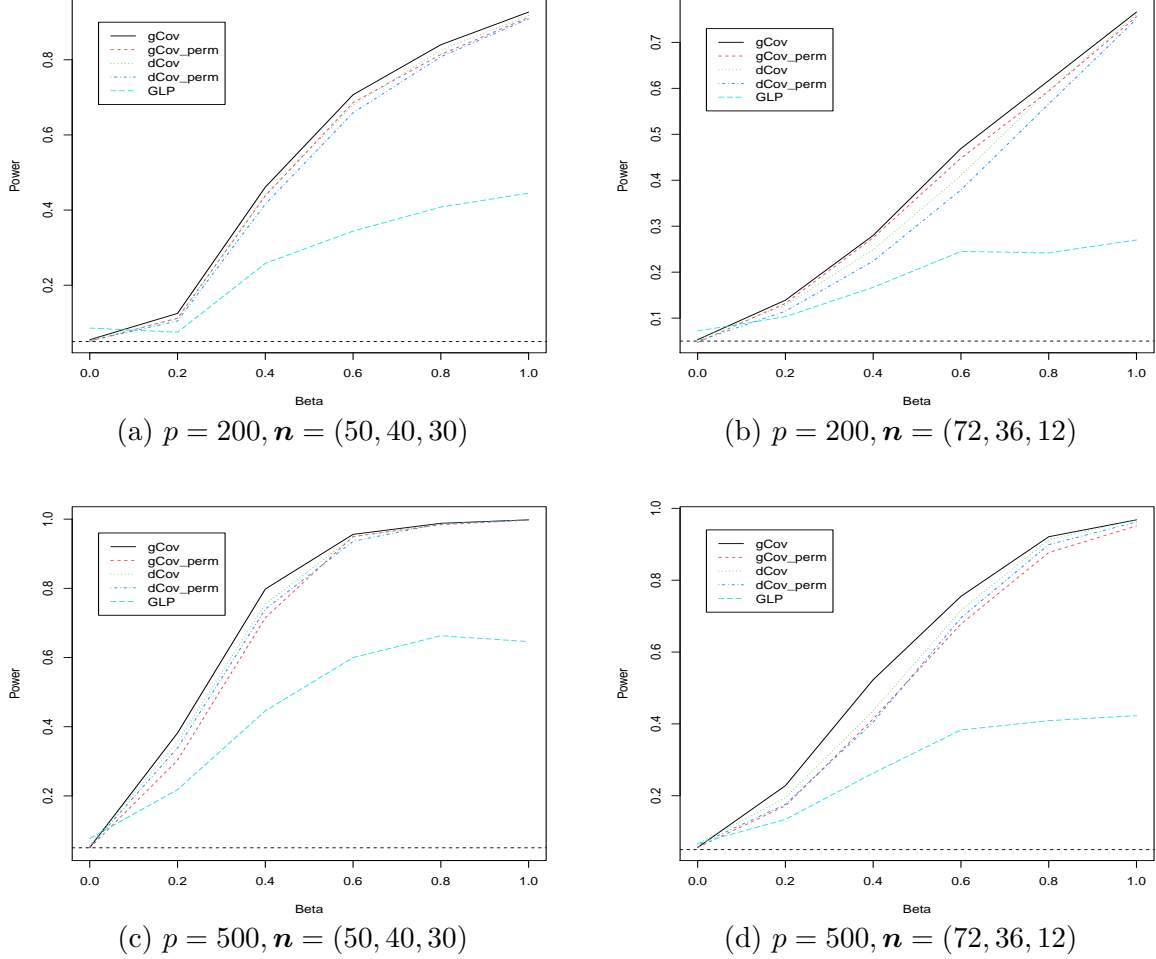 gCov
gCov_perm
dCov
dCov_perm
GLP
Power
0.2 0.4 0.6 0.8
0.0 0.2 0.4 0.6 0.8 1.0
Beta
(a) p = 200, n = (50, 40, 30)
gCov
gCov_perm
dCov
dCov_perm
GLP
Power
0.1 0.2 0.3 0.4 0.5 0.6 0.7
0.0 0.2 0.4 0.6 0.8 1.0
Beta
(b) p = 200, n = (72, 36, 12)
gCov
gCov_perm
dCov
dCov_perm
GLP
Power
0.2 0.4 0.6 0.8 1.0
0.0 0.2 0.4 0.6 0.8 1.0
Beta
(c) p = 500, n = (50, 40, 30)
gCov
gCov_perm
dCov
dCov_perm
GLP
Power
0.2 0.4 0.6 0.8 1.0
0.0 0.2 0.4 0.6 0.8 1.0
Beta
(d) p = 500, n = (72, 36, 12)